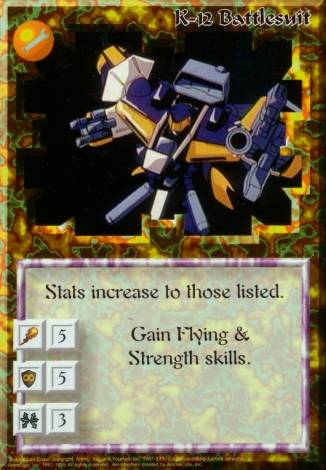 K-12 Battlesuit
Stats increase to those listed.
5
Gain Flying &
Strength skills.
5
3